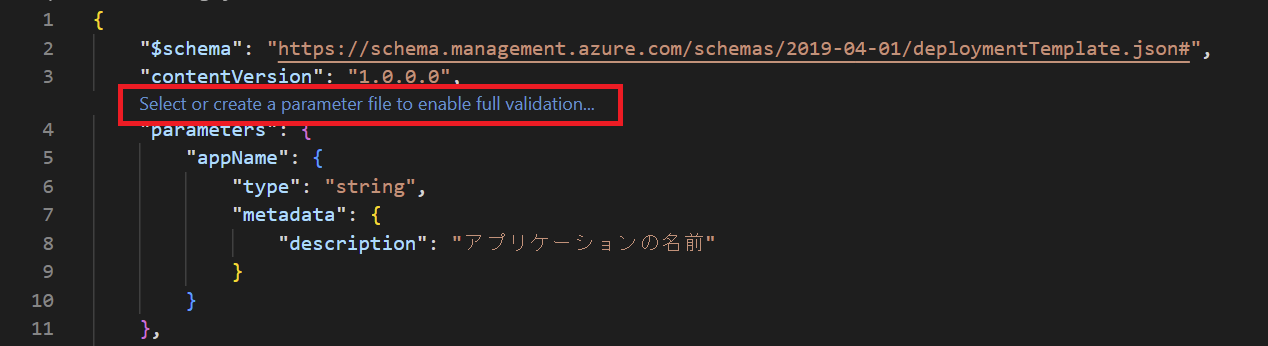 1 {
2 "$schema": "https://schema.management.azure.com/schemas/2019-04-01/deploymentTemplate.json#",
3 "contentVersion": "1.0.0.0",
Select or create a parameter file to enable full validation...
4 "parameters": {
5 "appName": {
6 "type": "string",
7 "metadata": {
8 "description": "アプリケーションの名前"
9 }
10 }
11 },